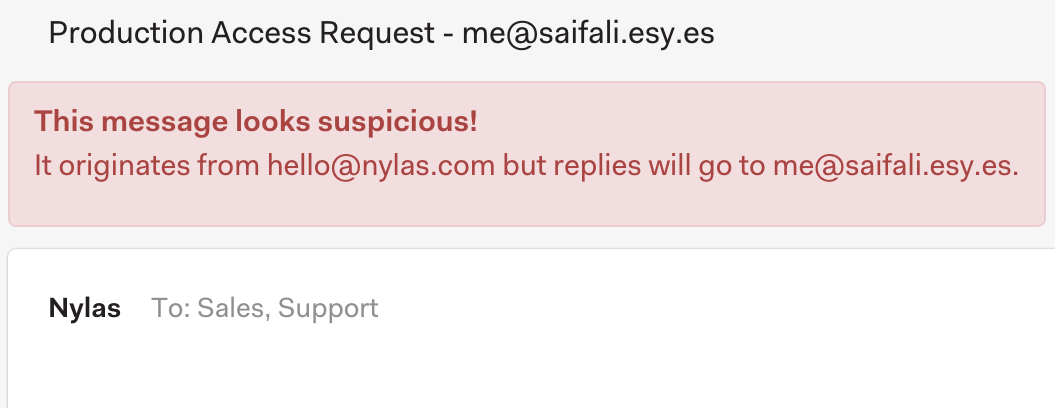 Production Access Request - me@saifali.esy.es
This message looks suspicious!
It originates from hello@nylas.com but replies will go to me@saifali.esy.es.
Nylas To: Sales, Support